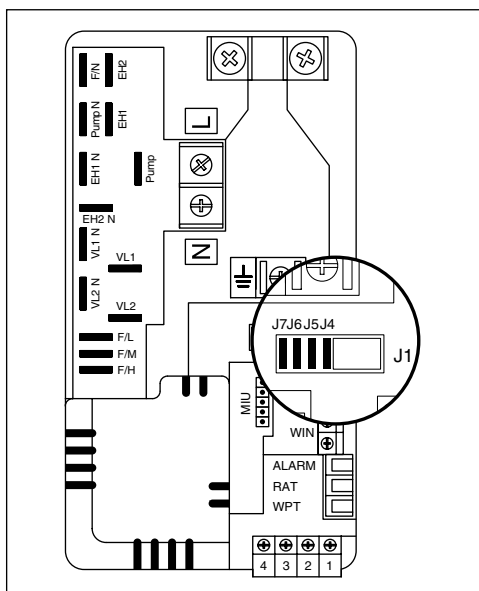 F/N
EH2
Pump N
EH1
EH1 N
Pump
EH2 N
VL1 N
VL1
VL2 N
VL2
F/L
F/M
F/H
L
N
J7J6J5J4
J1
MIU
WIN
ALARM
RAT
WPT
4 3 2 1